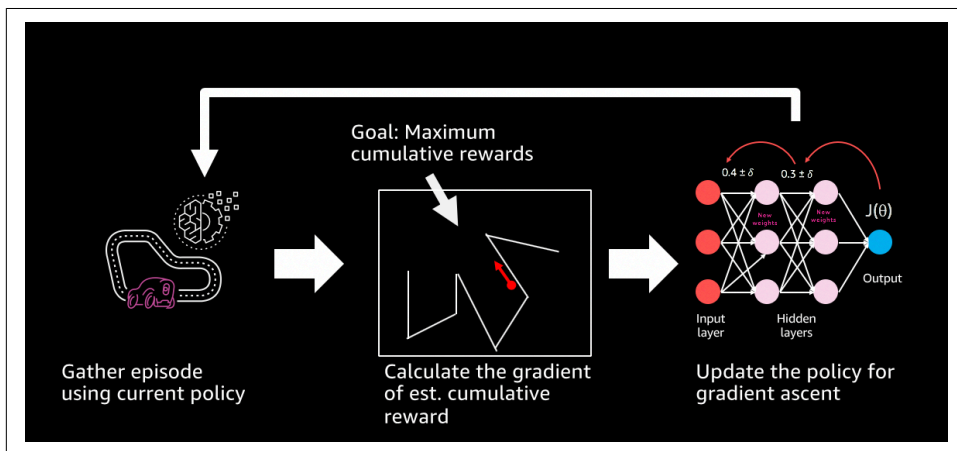 Goal: Maximum
cumulative rewards
0.4 ± δ
0.3 ± δ
New
weights
New
weights
J(θ)
Output
Input
layer
Hidden
layers
Gather episode
using current policy
Calculate the gradient
of est. cumulative
reward
Update the policy for
gradient ascent